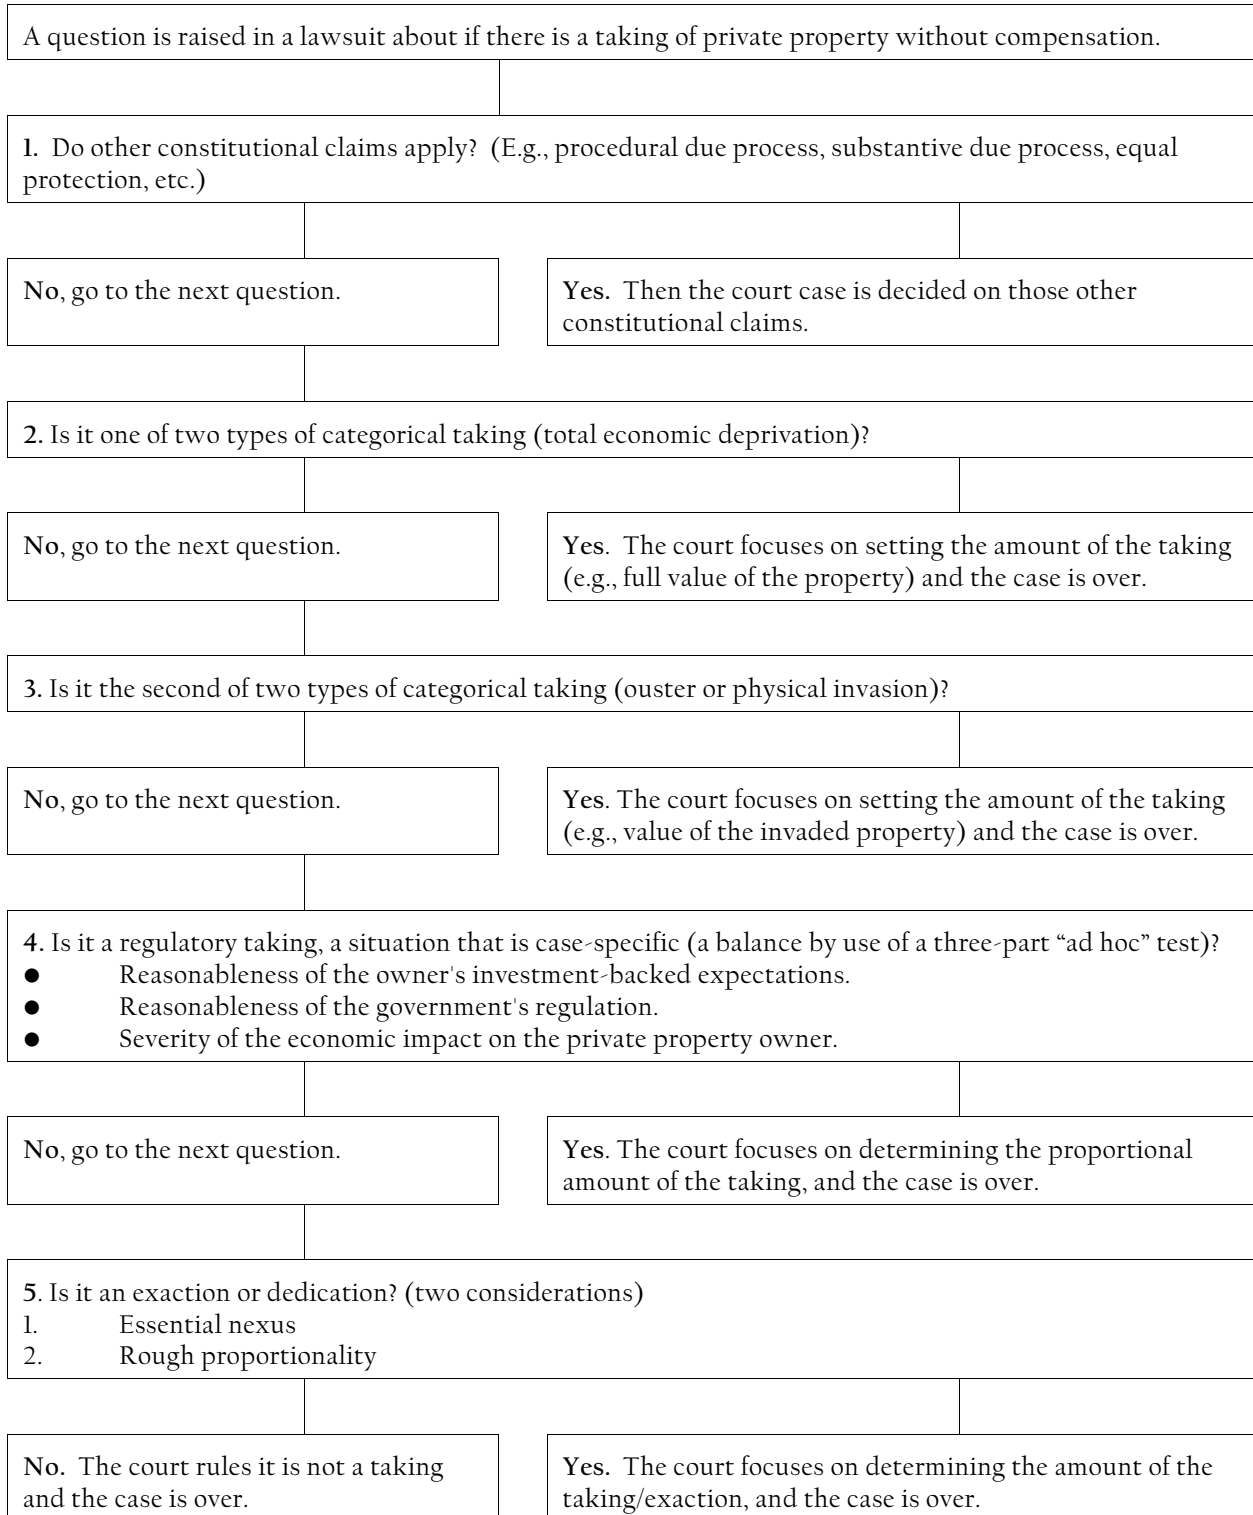 A question is raised in a lawsuit about if there is a taking of private property without compensation.
1. Do other constitutional claims apply? (E.g., procedural due process, substantive due process, equal
protection, etc.)
No, go to the next question.
Yes. Then the court case is decided on those other
constitutional claims.
2. Is it one of two types of categorical taking (total economic deprivation)?
No, go to the next question.
Yes. The court focuses on setting the amount of the taking
(e.g., full value of the property) and the case is over.
3. Is it the second of two types of categorical taking (ouster or physical invasion)?
No, go to the next question.
Yes. The court focuses on setting the amount of the taking
(e.g., value of the invaded property) and the case is over.
4. Is it a regulatory taking, a situation that is case-specific (a balance by use of a three-part “ad hoc” test)?
● Reasonableness of the owner's investment-backed expectations.
● Reasonableness of the government's regulation.
● Severity of the economic impact on the private property owner.
No, go to the next question.
Yes. The court focuses on determining the proportional
amount of the taking, and the case is over.
5. Is it an exaction or dedication? (two considerations)
1. Essential nexus
2. Rough proportionality
No. The court rules it is not a taking
and the case is over.
Yes. The court focuses on determining the amount of the
taking/exaction, and the case is over.